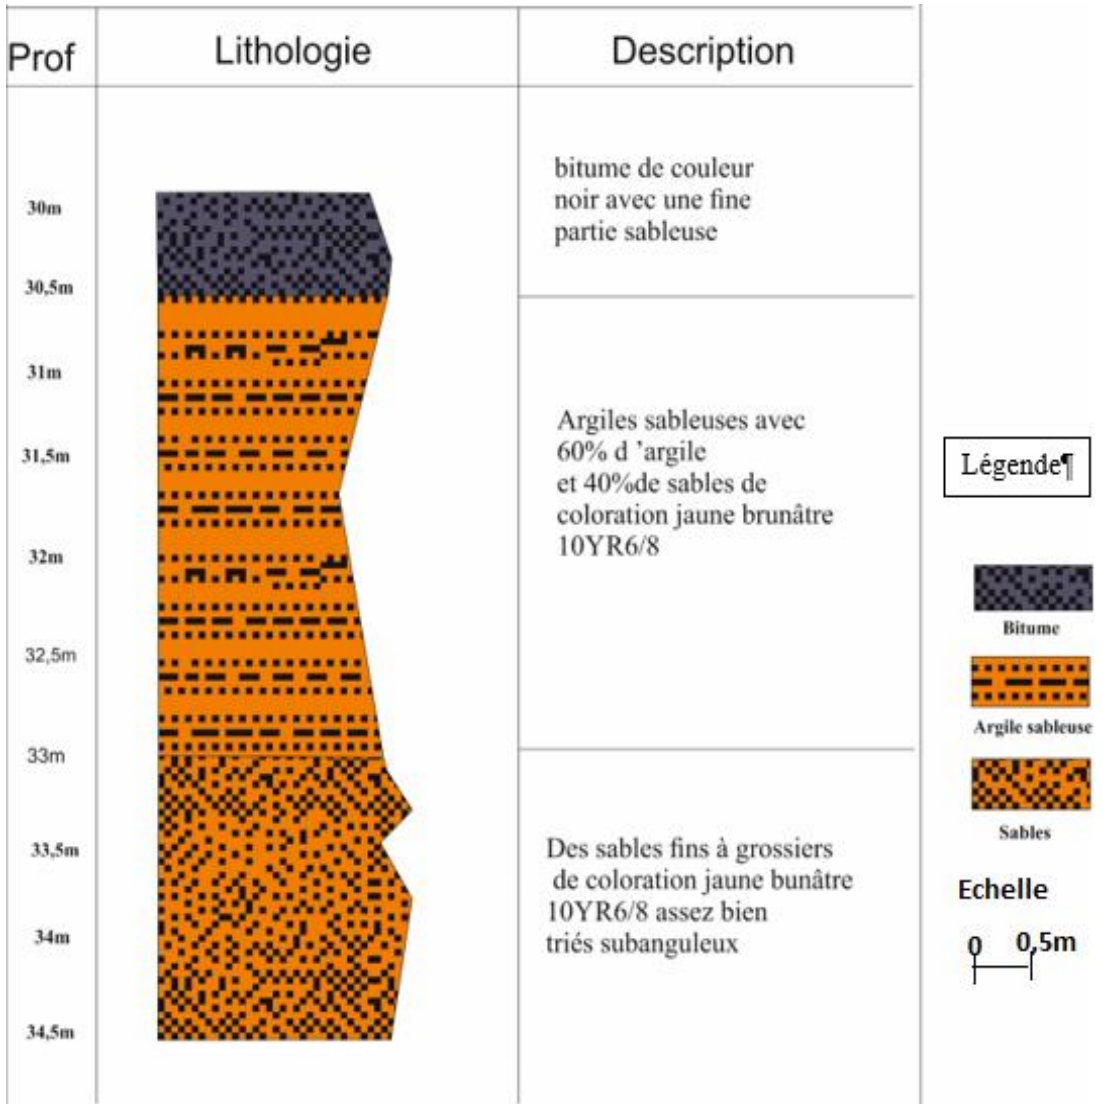 Prof
Lithologie
Description
30m
30,5m
31m
31,5m
32m
32,5m
33m
33,5m
34m
34,5m
bitume de couleur
noir avec une fine
partie sableuse
Argiles sableuses avec
60% d ’argile
et 40%de sables de
coloration jaune brunâtre
10YR6/8
Des sables fins à grossiers
de coloration jaune bunâtre
10YR6/8 assez bien
triés subanguleux
Légende¶
Bitume
Argile sableuse
Sables
Echelle
0 0,5m